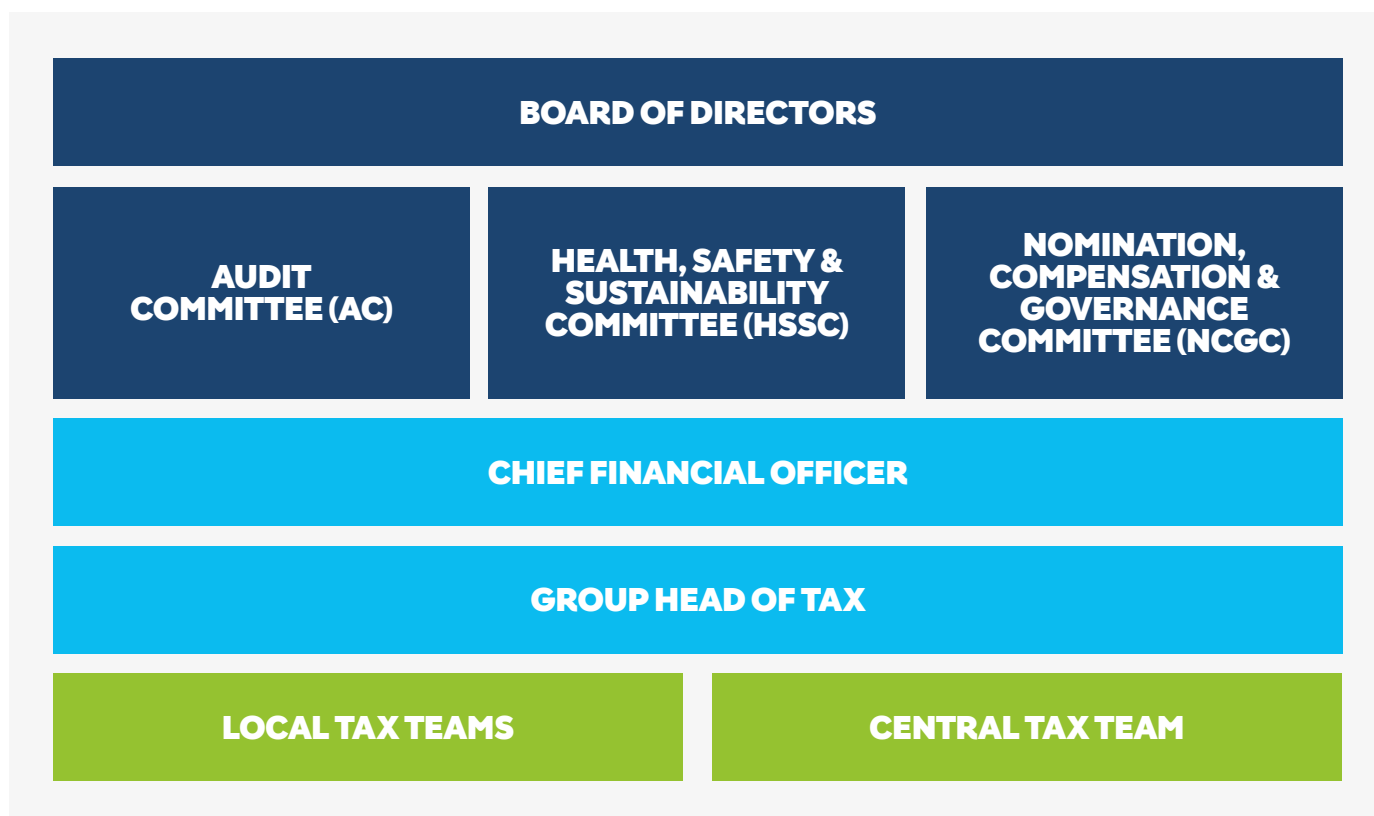 BOARD OF DIRECTORS
AUDIT
COMMITTEE (AC)
HEALTH, SAFETY &
SUSTAINABILITY
COMMITTEE (HSSC)
NOMINATION,
COMPENSATION &
GOVERNANCE
COMMITTEE (NCGC)
CHIEF FINANCIAL OFFICER
GROUP HEAD OF TAX
LOCAL TAX TEAMS
CENTRAL TAX TEAM